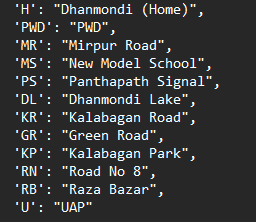 'H': "Dhanmondi (Home)",
'PWD': "PWD",
'MR': "Mirpur Road",
'MS': "New Model School",
'PS': "Panthapath Signal",
'DL': "Dhanmondi Lake",
'KR': "Kalabagan Road",
'GR': "Green Road",
'KP': "Kalabagan Park",
'RN': "Road No 8",
'RB': "Raza Bazar",
'U': "UAP"